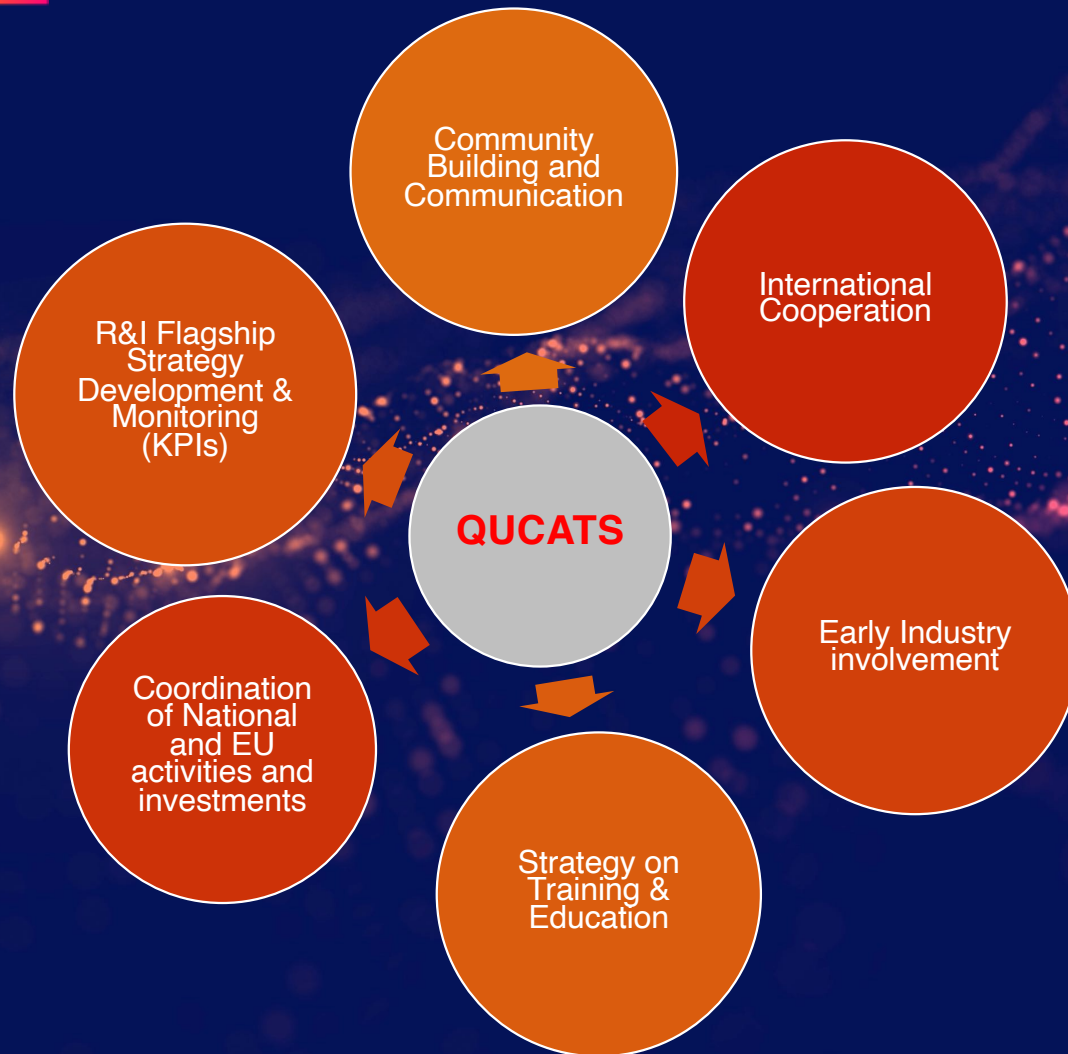 Community
Building and
Communication
International
Cooperation
R&I Flagship
Strategy
Development &
Monitoring
(KPIs)
QUCATS
Early Industry
involvement
Coordination
of National
and EU
activities and
investments
Strategy on
Training &
Education